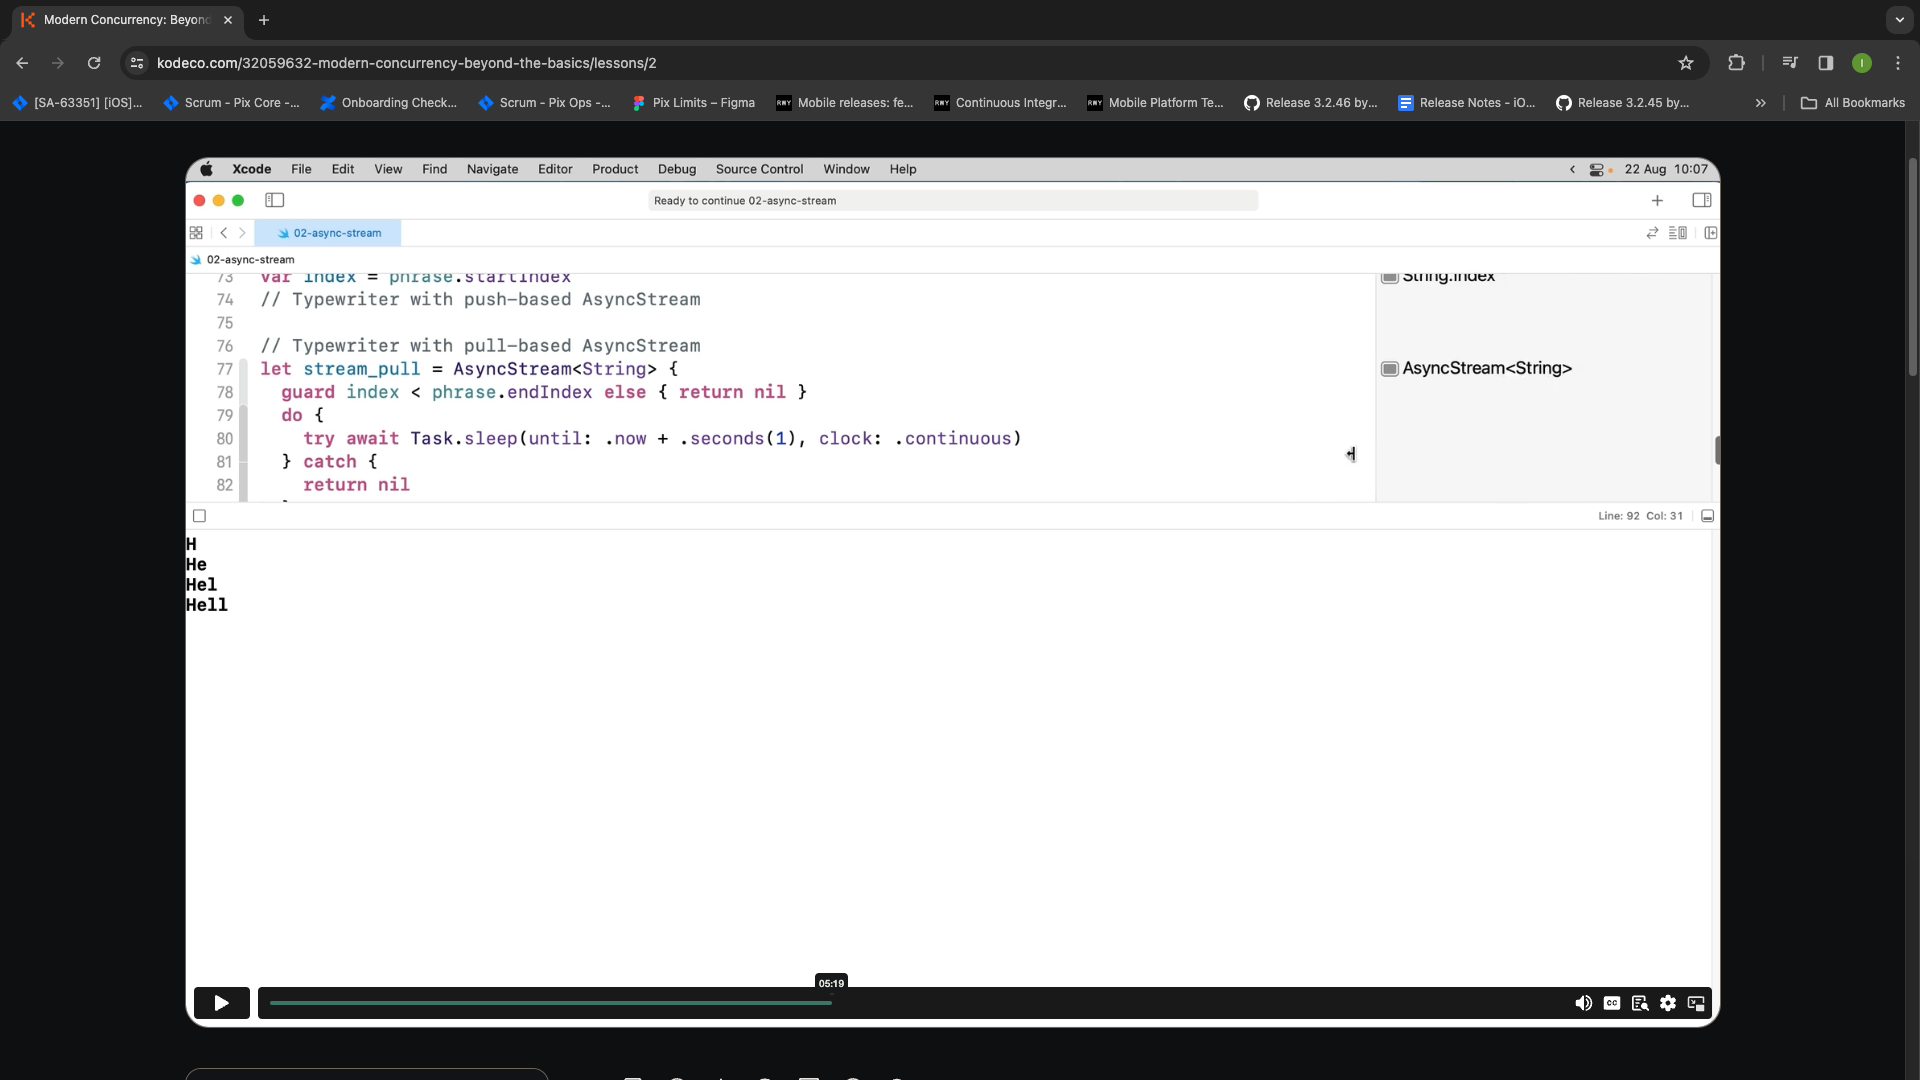 Modern Concurrency: Beyond
kodeco.com/32059632-modern-concurrency-beyond-the-basics/lessons/2
[SA-63351] [iOS]...
Scrum - Pix Core -...
Onboarding Check...
Scrum - Pix Ops -...
Pix Limits – Figma
RWY Mobile releases: fe...
RWY Continuous Integr...
RWY Mobile Platform Te...
Release 3.2.46 by...
Release Notes - iO...
Release 3.2.45 by...
»
All Bookmarks
Xcode File Edit View Find Navigate Editor Product Debug Source Control Window Help
22 Aug 10:07
Ready to continue 02-async-stream
02-async-stream
02-async-stream
73 var index = phrase.startIndex
String.Index
74 // Typewriter with push-based AsyncStream
75
76 // Typewriter with pull-based AsyncStream
77 let stream_pull = AsyncStream<String> {
AsyncStream<String>
78 guard index < phrase.endIndex else { return nil }
79 do {
80 try await Task.sleep(until: .now + .seconds(1), clock: .continuous)
81 } catch {
82 return nil
Line: 92 Col: 31
H
He
Hel
Hell
05:19
CC